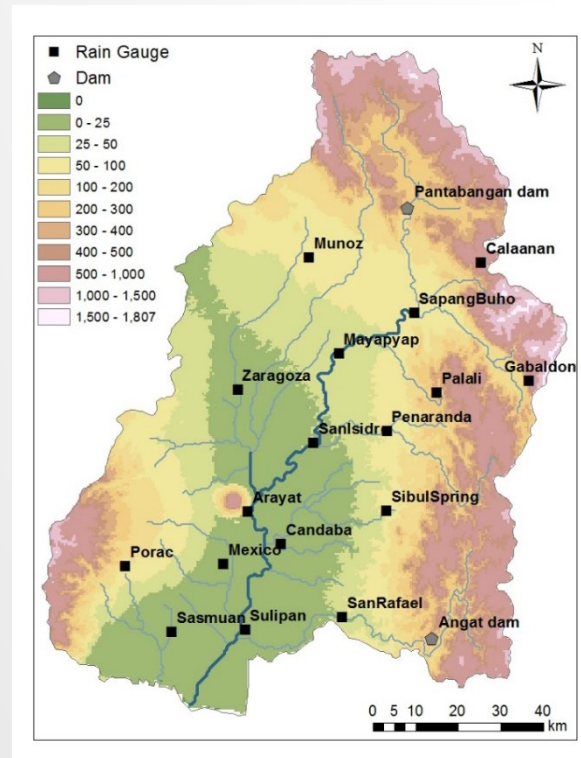 Rain Gauge
Dam
0
0 - 25
25 - 50
50 - 100
100 - 200
200 - 300
300 - 400
400 - 500
500 - 1,000
1,000 - 1,500
1,500 - 1,807
N
Pantabangan dam
Munoz
Calaanan
SapangBuho
Mayapyap
Gabaldon
Zaragoza
Palali
Penaranda
SanIsidro
Arayat
SibulSpring
Candaba
Mexico
Porac
SanRafael
Sasmuan
Sulipan
Angat dam
0 5 10 20 30 40
km